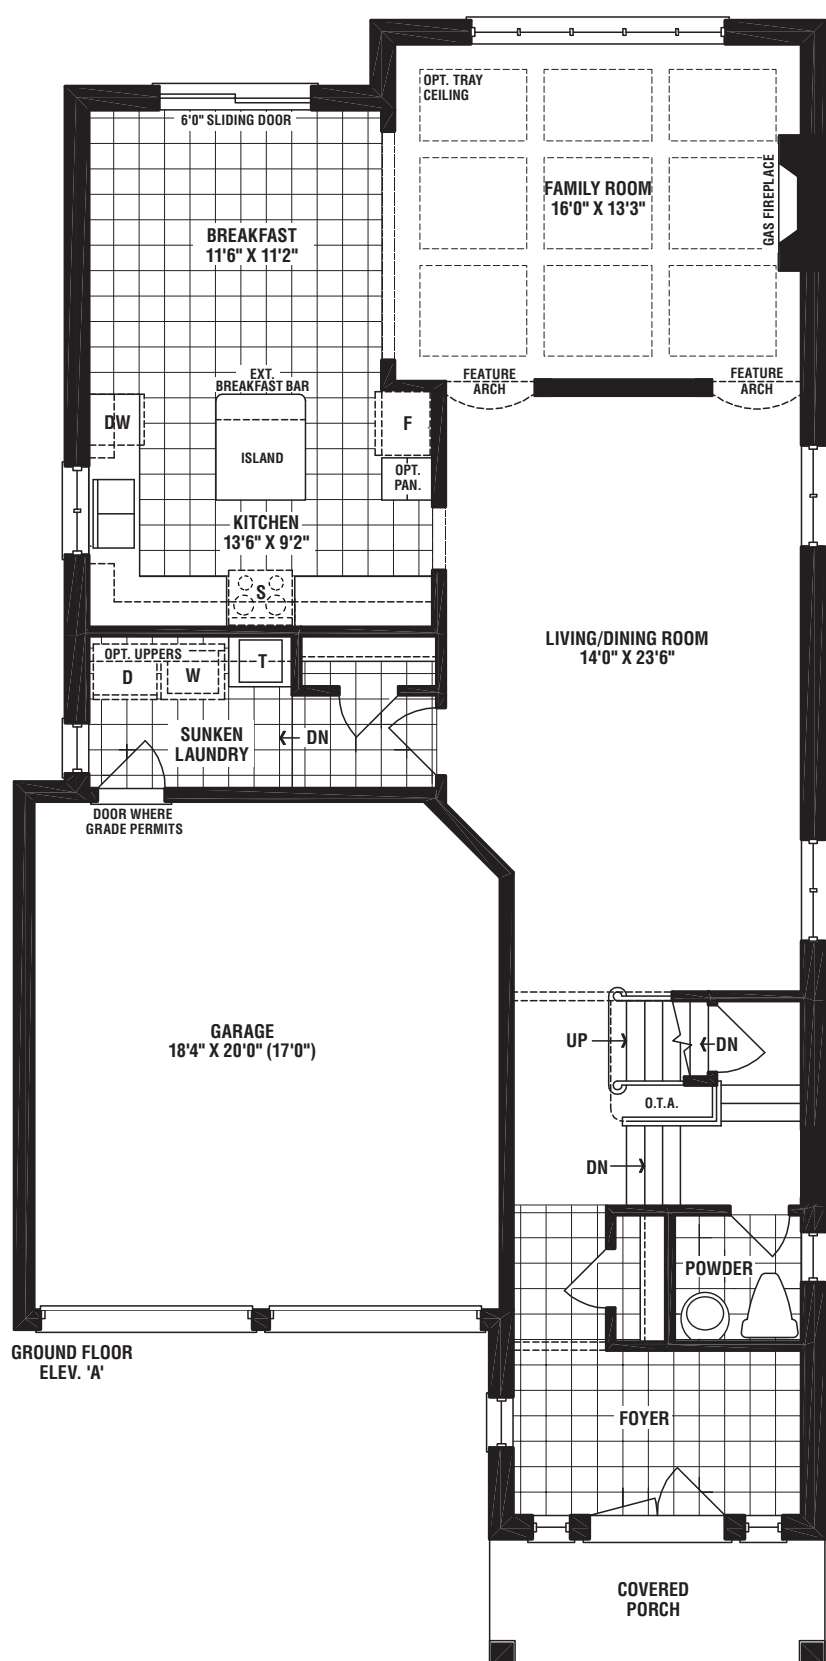 OPT. TRAY
CEILING
6'0" SLIDING DOOR
FAMILY ROOM
16'0" X 13'3"
GAS FIREPLACE
BREAKFAST
11'6" X 11'2"
EXT.
BREAKFAST BAR
FEATURE
ARCH
FEATURE
ARCH
DW
F
ISLAND
OPT.
PAN.
KITCHEN
13'6" X 9'2"
S
LIVING/DINING ROOM
14'0" X 23'6"
OPT. UPPERS
D
W
T
SUNKEN
LAUNDRY
DN
DOOR WHERE
GRADE PERMITS
GARAGE
18'4" X 20'0" (17'0")
UP
DN
O.T.A.
DN
POWDER
GROUND FLOOR
ELEV. 'A'
FOYER
COVERED
PORCH